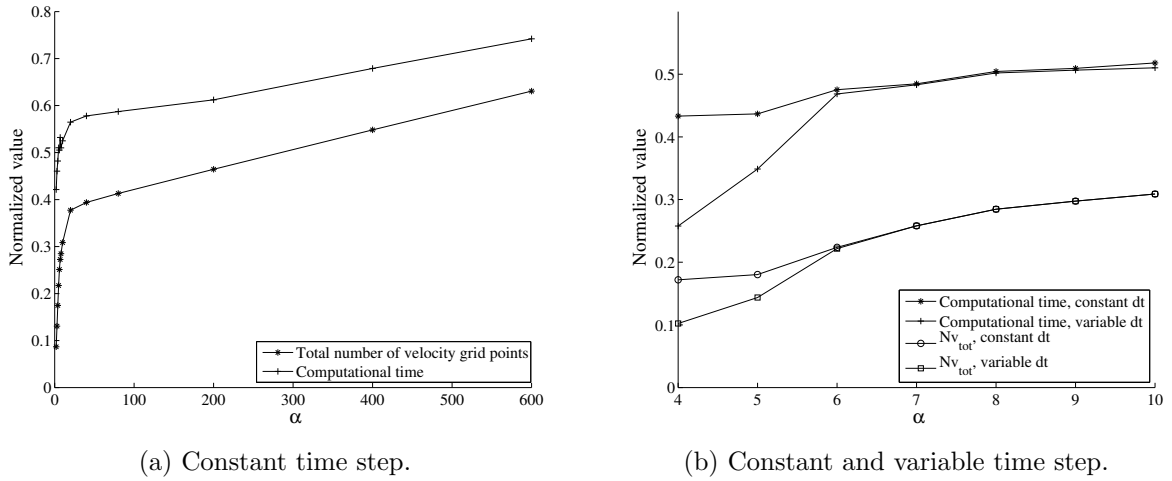 0.8
0.7
0.6
0.5
0.4
0.3
0.2
0.1
0
Normalized value
Total number of velocity grid points
Computational time
0 100 200 300 400 500 600
α
(a) Constant time step.
0.5
0.4
0.3
0.2
0.1
0
Normalized value
Computational time, constant dt
Computational time, variable dt
Nv_tot, constant dt
Nv_tot, variable dt
4 5 6 7 8 9 10
α
(b) Constant and variable time step.